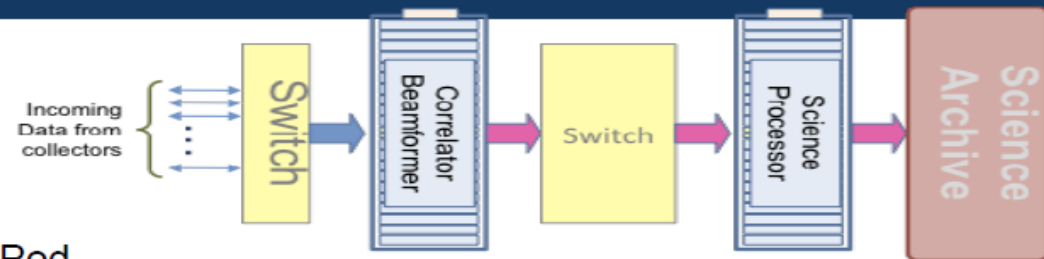 Incoming
Data from
collectors
Switch
Correlator
Beamformer
Switch
Science
Processor
Science
Archive